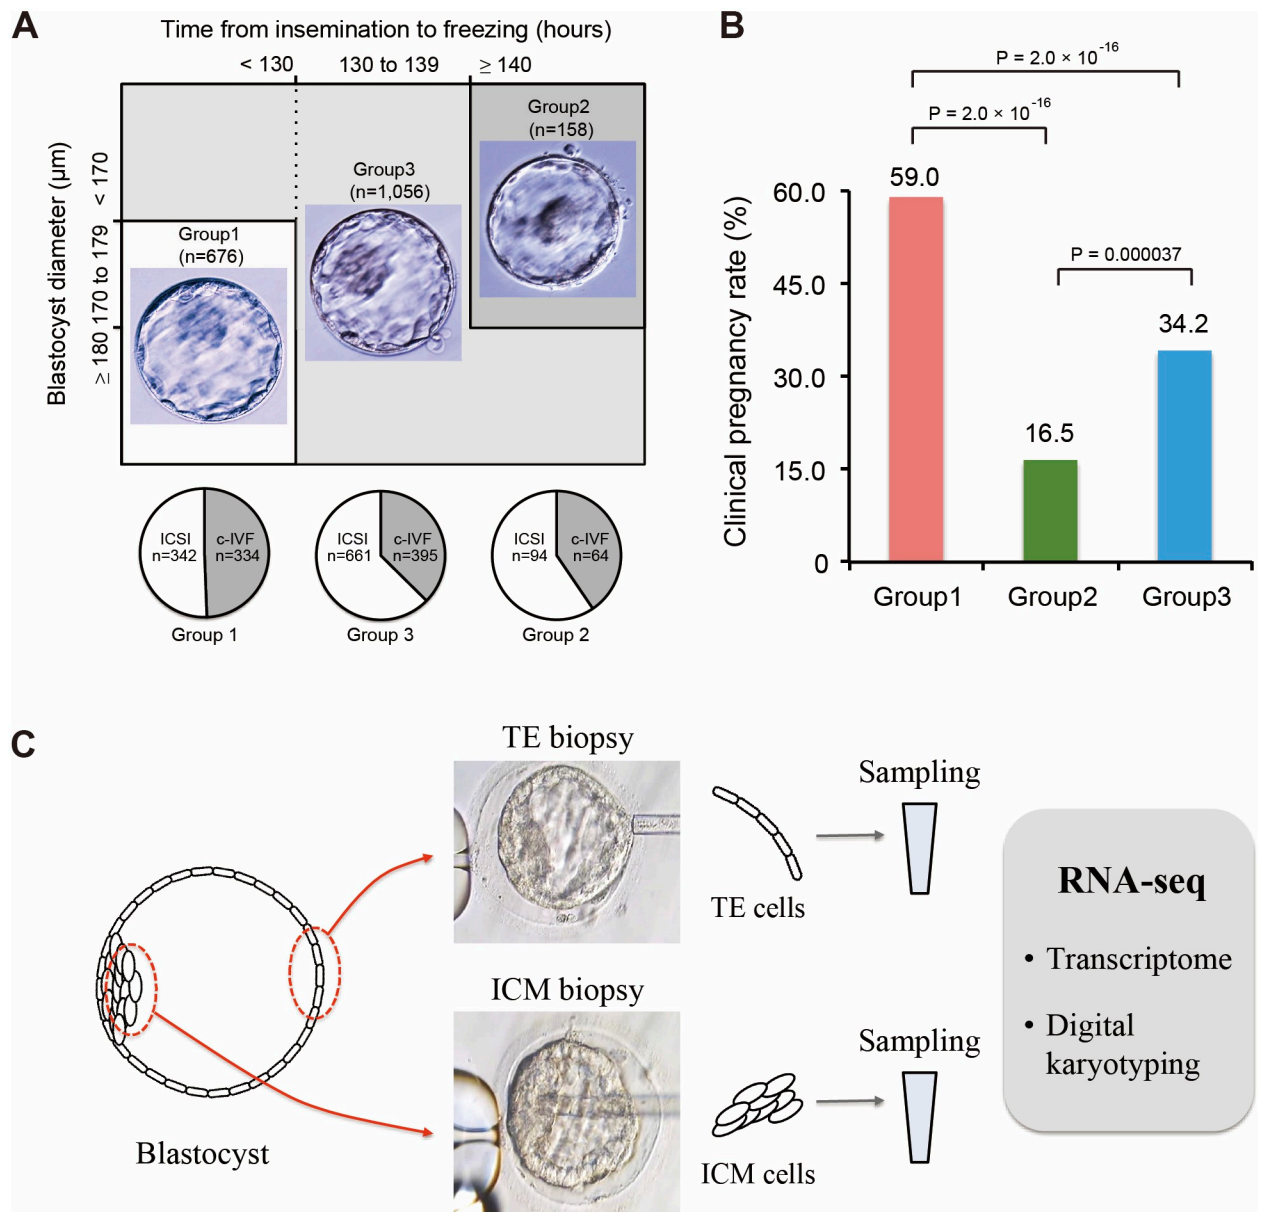 A
Time from insemination to freezing (hours)
< 130
130 to 139
≥ 140
Blastocyst diameter (μm)
< 170
170 to 179
≥ 180
Group1
(n=676)
Group3
(n=1,056)
Group2
(n=158)
ICSI
n=342
c-IVF
n=334
Group 1
ICSI
n=661
c-IVF
n=395
Group 3
ICSI
n=94
c-IVF
n=64
Group 2
B
P = 2.0 × 10-16
P = 2.0 × 10-16
P = 0.000037
Clinical pregnancy rate (%)
60.0
45.0
30.0
15.0
0
59.0
16.5
34.2
Group1
Group2
Group3
C
Blastocyst
TE biopsy
TE cells
Sampling
ICM biopsy
ICM cells
Sampling
RNA-seq
• Transcriptome
• Digital
karyotyping